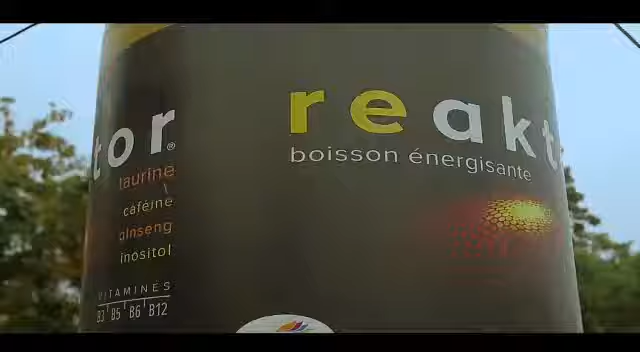 tor®
taurine
caféine
ginseng
inositol
VITAMINES
B3 B5 B6 B12
reakt
boisson énergisante